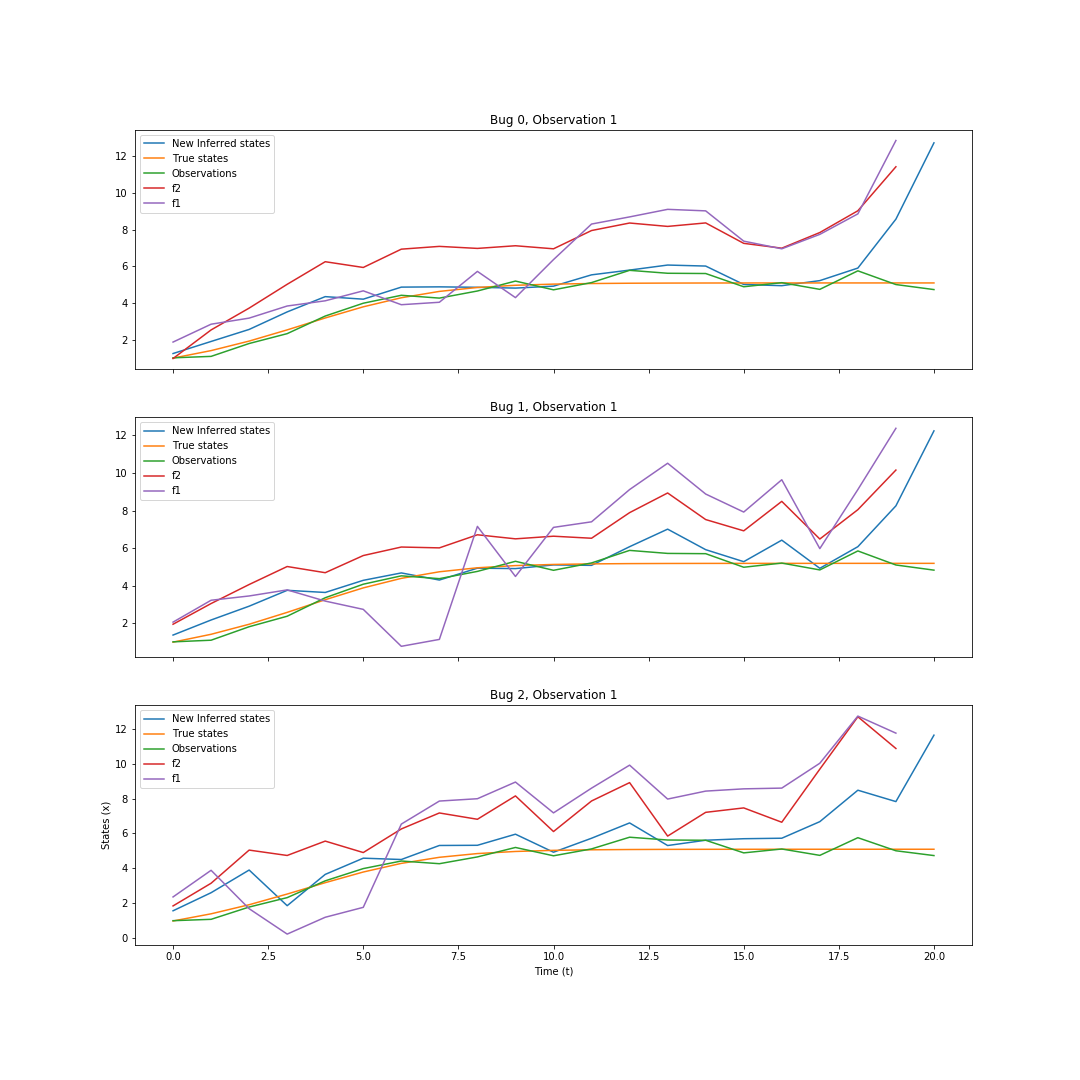 Bug 0, Observation 1
New Inferred states
True states
Observations
f2
f1
12
10
8
6
4
2
Bug 1, Observation 1
New Inferred states
True states
Observations
f2
f1
12
10
8
6
4
2
Bug 2, Observation 1
New Inferred states
True states
Observations
f2
f1
12
10
8
6
4
2
0
States (x)
0.0 2.5 5.0 7.5 10.0 12.5 15.0 17.5 20.0
Time (t)